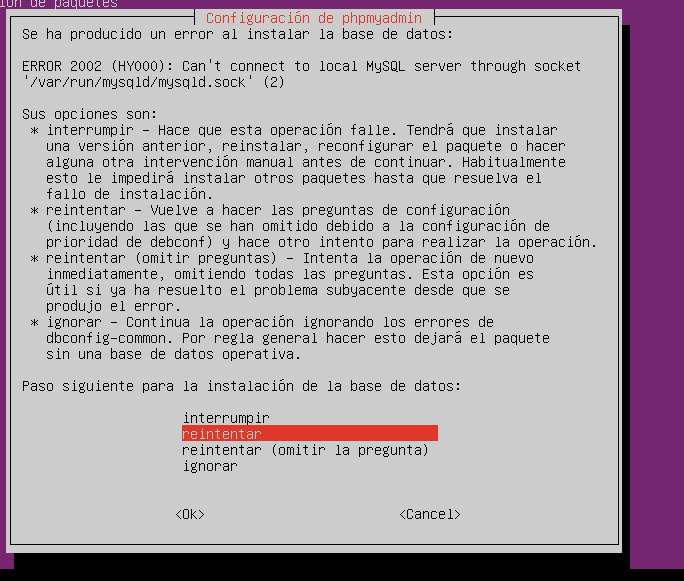 ión de paquetes
Configuración de phpmyadmin
Se ha producido un error al instalar la base de datos:
ERROR 2002 (HY000): Can't connect to local MySQL server through socket
'/var/run/mysqld/mysqld.sock' (2)
Sus opciones son:
* interrumpir - Hace que esta operación falle. Tendrá que instalar
una versión anterior, reinstalar, reconfigurar el paquete o hacer
alguna otra intervención manual antes de continuar. Habitualmente
esto le impedirá instalar otros paquetes hasta que resuelva el
fallo de instalación.
* reintentar - Vuelve a hacer las preguntas de configuración
(incluyendo las que se han omitido debido a la configuración de
prioridad de debconf) y hace otro intento para realizar la operación.
* reintentar (omitir preguntas) - Intenta la operación de nuevo
inmediatamente, omitiendo todas las preguntas. Esta opción es
útil si ya ha resuelto el problema subyacente desde que se
produjo el error.
* ignorar - Continua la operación ignorando los errores de
dbconfig-common. Por regla general hacer esto dejará el paquete
sin una base de datos operativa.
Paso siguiente para la instalación de la base de datos:
interrumpir
reintentar
reintentar (omitir la pregunta)
ignorar
<Ok> <Cancel>